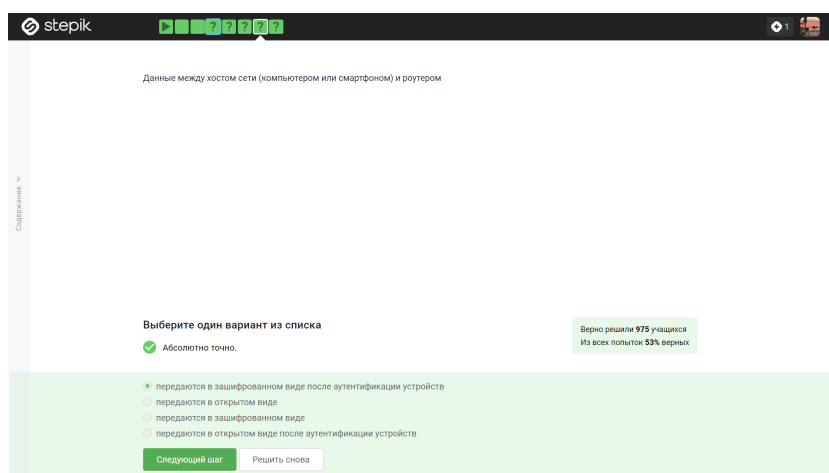 stepik
? ? ? ? ?
1
Данные между хостом сети (компьютером или смартфоном) и роутером
Содержание
Выберите один вариант из списка
Абсолютно точно.
Верно решили 975 учащихся
Из всех попыток 53% верных
передаются в зашифрованном виде после аутентификации устройств
передаются в открытом виде
передаются в зашифрованном виде
передаются в открытом виде после аутентификации устройств
Следующий шаг
Решить снова